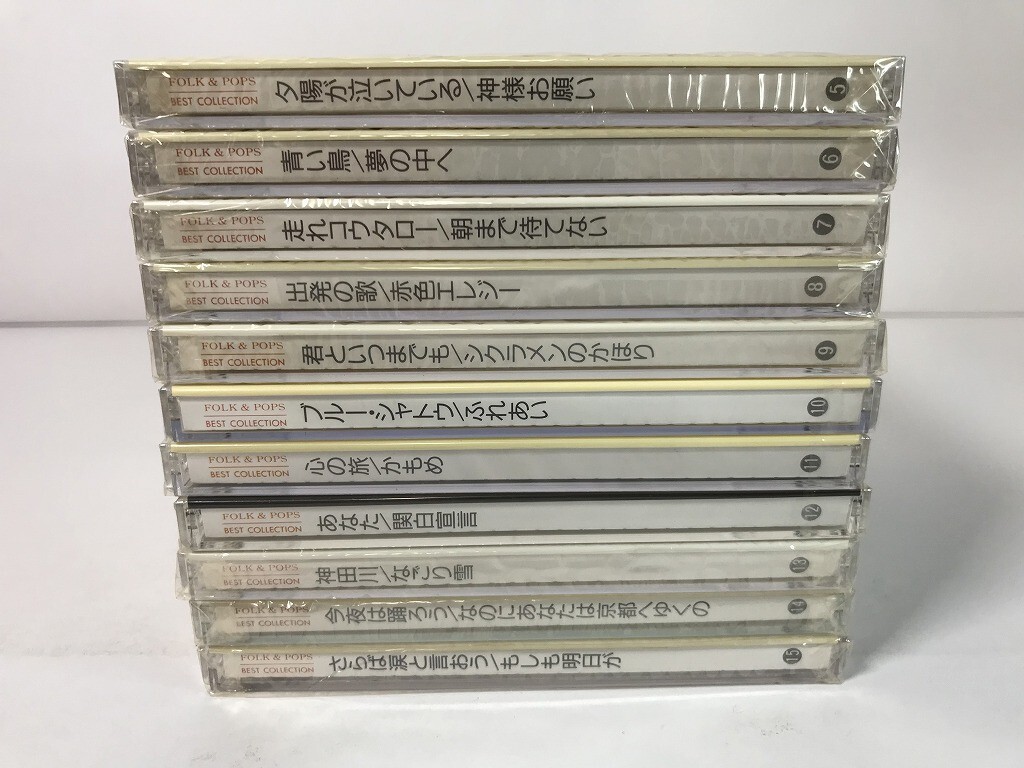 FOLK & POPS
BEST COLLECTION
夕陽が泣いている/神様お願い
5
FOLK & POPS
BEST COLLECTION
青い鳥/夢の中へ
6
FOLK & POPS
BEST COLLECTION
走れコウタロー/朝まで待てない
7
FOLK & POPS
BEST COLLECTION
出発の歌/赤色エレジー
8
FOLK & POPS
BEST COLLECTION
君といつまでも/シクラメンのかほり
9
FOLK & POPS
BEST COLLECTION
ブルー・シャトウ/ふれあい
10
FOLK & POPS
BEST COLLECTION
心の旅/かもめ
11
FOLK & POPS
BEST COLLECTION
あなた/関白宣言
12
FOLK & POPS
BEST COLLECTION
神田川/なごり雪
13
FOLK & POPS
BEST COLLECTION
今夜は踊ろう/なのにあなたは京都へゆくの
14
FOLK & POPS
BEST COLLECTION
さらば涙と言おう/もしも明日が
15